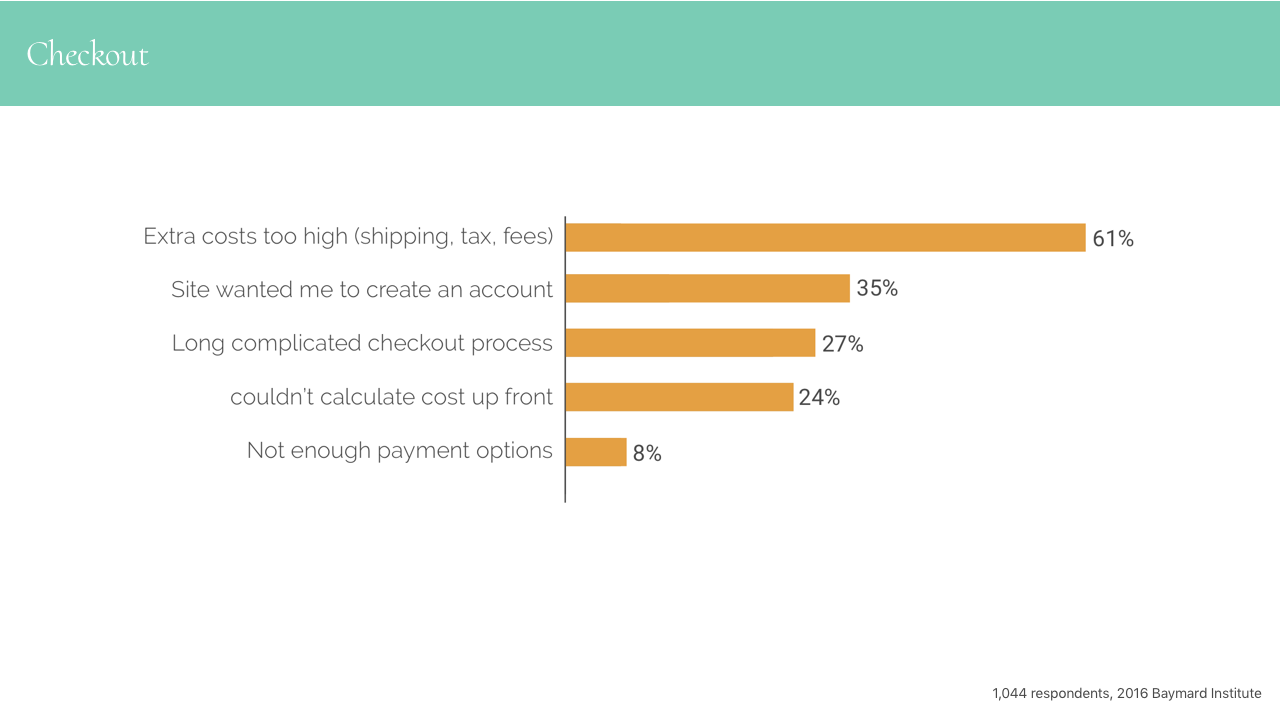 Checkout
Extra costs too high (shipping, tax, fees) 61%
Site wanted me to create an account 35%
Long complicated checkout process 27%
couldn't calculate cost up front 24%
Not enough payment options 8%
1,044 respondents, 2016 Baymard Institute